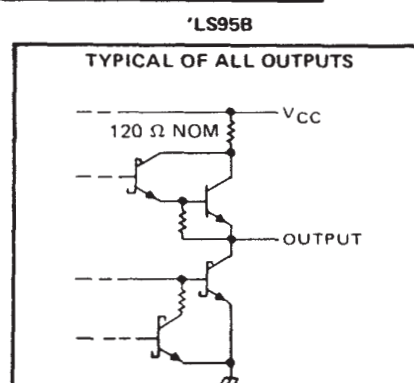 'LS95B
TYPICAL OF ALL OUTPUTS
VCC
120 Ω NOM
OUTPUT